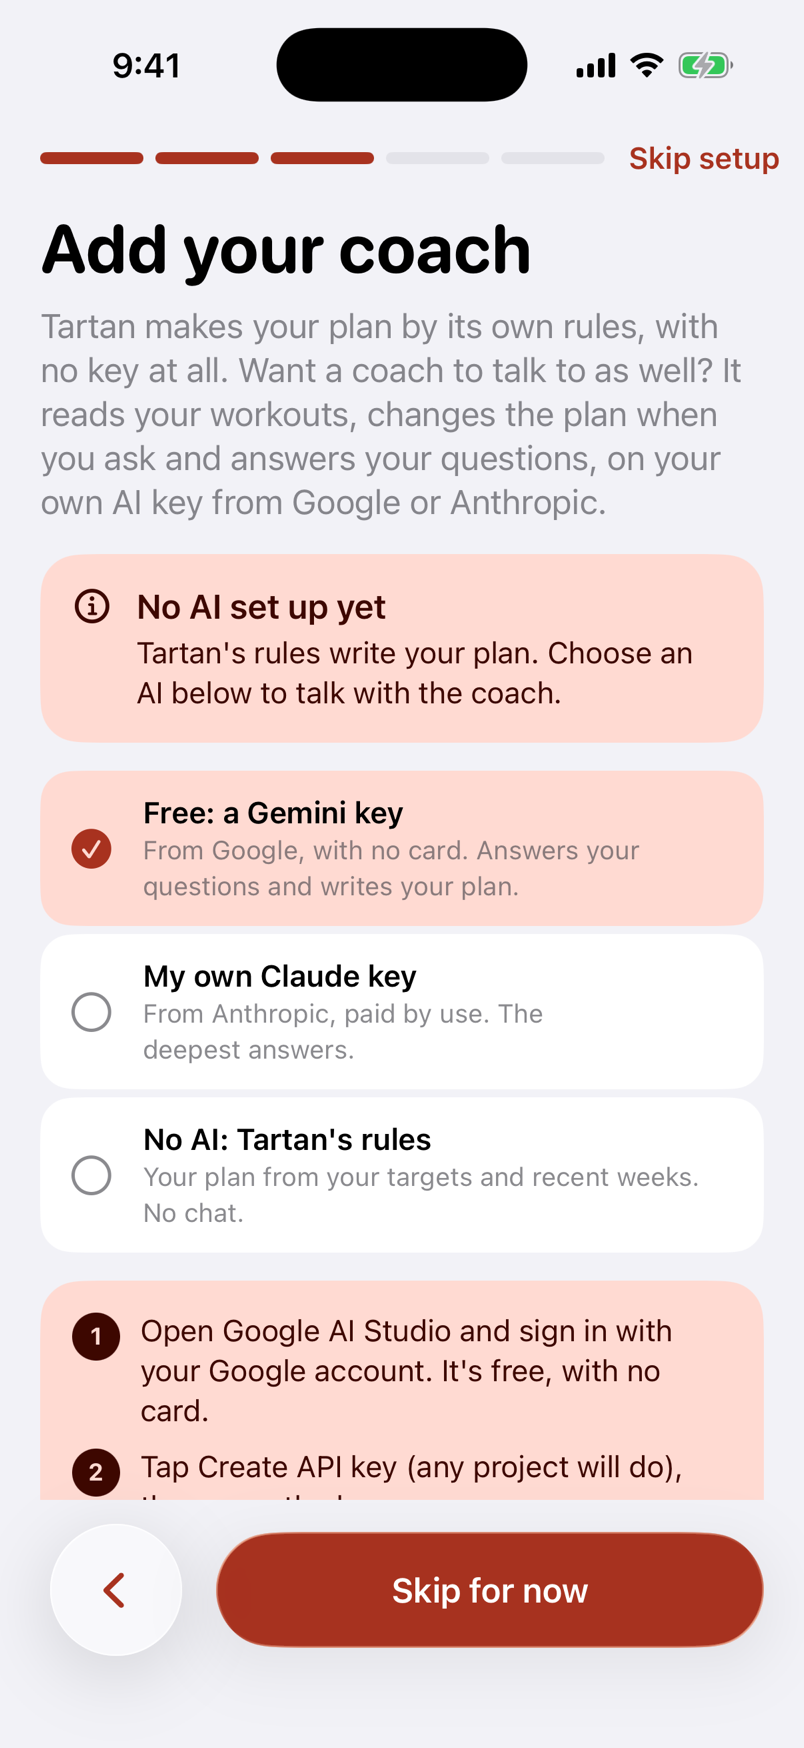 9:41
Skip setup
Add your coach
Tartan makes your plan by its own rules, with
no key at all. Want a coach to talk to as well? It
reads your workouts, changes the plan when
you ask and answers your questions, on your
own AI key from Google or Anthropic.
No AI set up yet
Tartan's rules write your plan. Choose an
AI below to talk with the coach.
Free: a Gemini key
From Google, with no card. Answers your
questions and writes your plan.
My own Claude key
From Anthropic, paid by use. The
deepest answers.
No AI: Tartan's rules
Your plan from your targets and recent weeks.
No chat.
1 Open Google AI Studio and sign in with
your Google account. It's free, with no
card.
2 Tap Create API key (any project will do),
Skip for now